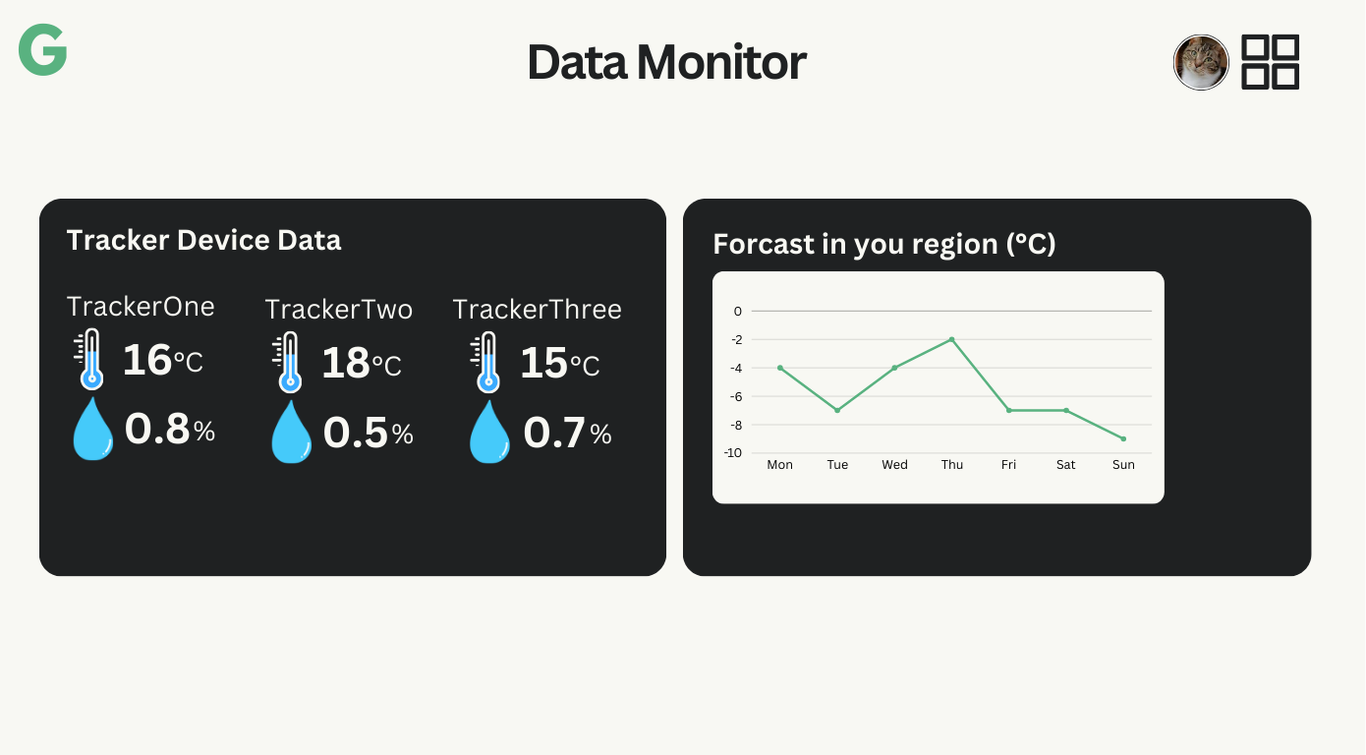 G
Data Monitor
Tracker Device Data
TrackerOne
16°C
0.8%
TrackerTwo
18°C
0.5%
TrackerThree
15°C
0.7%
Forcast in you region (°C)
0
-2
-4
-6
-8
-10
Mon Tue Wed Thu Fri Sat Sun